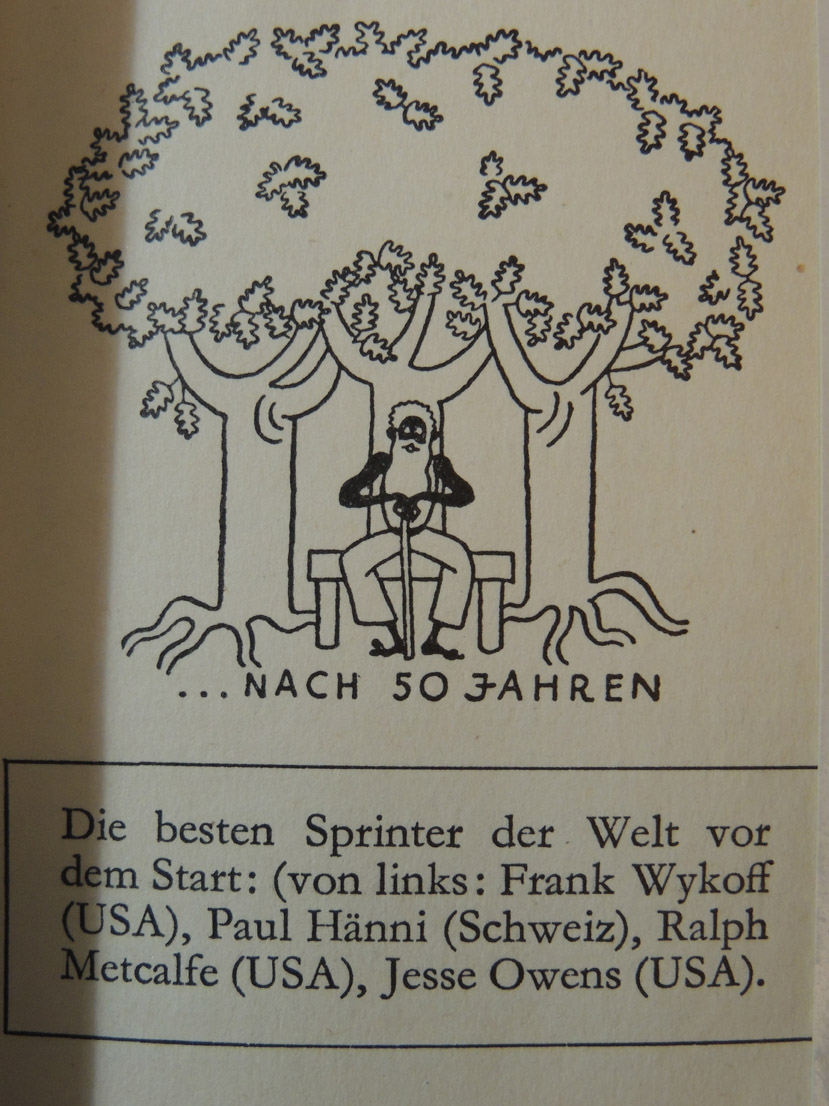 ...NACH 50 JAHREN
Die besten Sprinter der Welt vor
dem Start: (von links: Frank Wykoff
(USA), Paul Hänni (Schweiz), Ralph
Metcalfe (USA), Jesse Owens (USA).